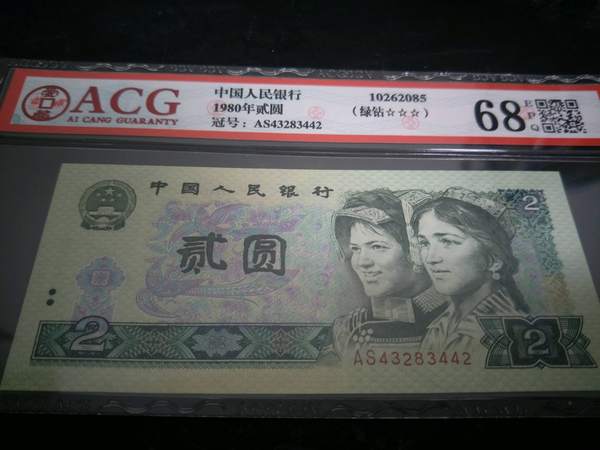 ACG
AI CANG GUARANTY
中国人民银行
1980年贰圆
冠号：AS43283442
10262085
（绿钻☆☆☆）
68
EPQ
中国人民银行
2
贰圆
2
AS43283442
2